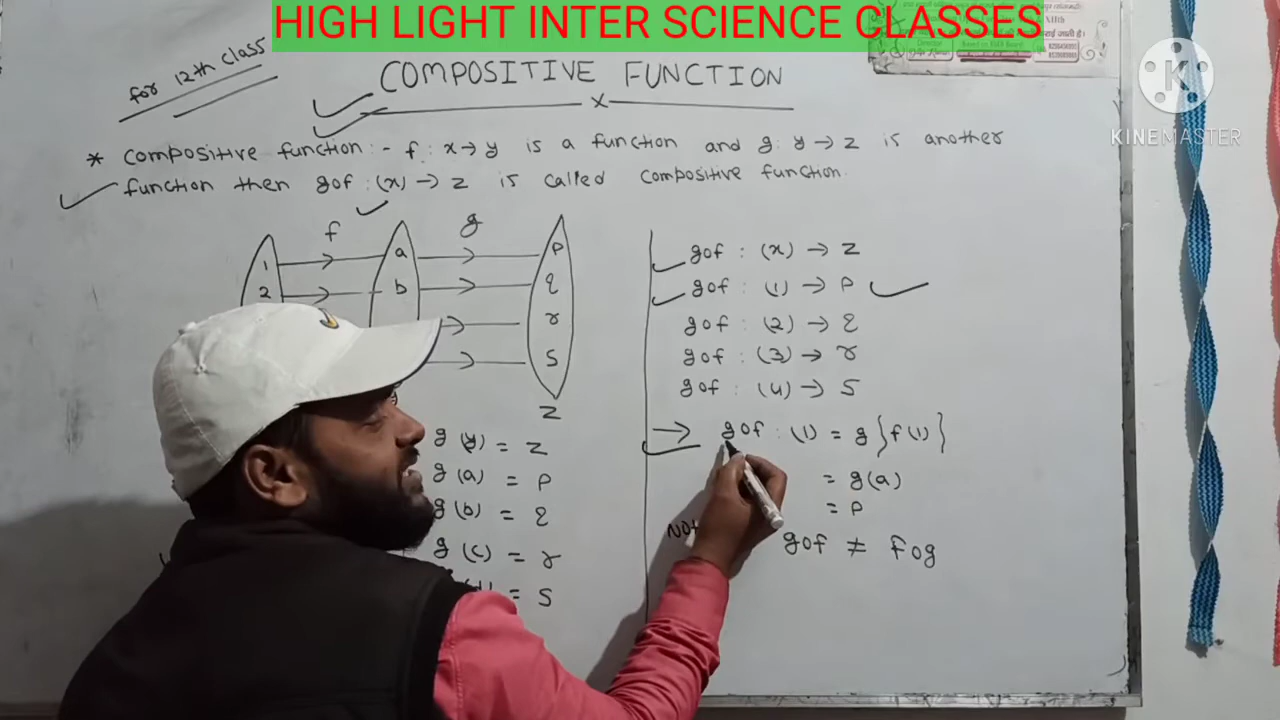 HIGH LIGHT INTER SCIENCE CLASSES
for 12th class
COMPOSITIVE FUNCTION
x
KINEMASTER
* Compositive function:- f: x→y is a function and g: y→z is another
function then gof :(x)→z is called compositive function.
f g
1 a p
2 b q
r
s
z
g (y) = z
g (a) = p
g (b) = q
g (c) = r
= s
gof : (x) → z
gof : (1) → p
gof : (2) → q
gof : (3) → r
gof : (4) → s
→ gof : (1) = g }f(1)}
= g(a)
= p
gof ≠ fog